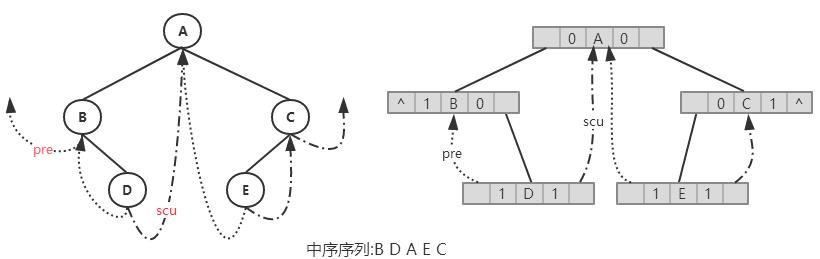 A
B
C
D
E
pre
scu
0 A 0
^ 1 B 0
0 C 1 ^
pre
scu
1 D 1
1 E 1
中序序列:B D A E C